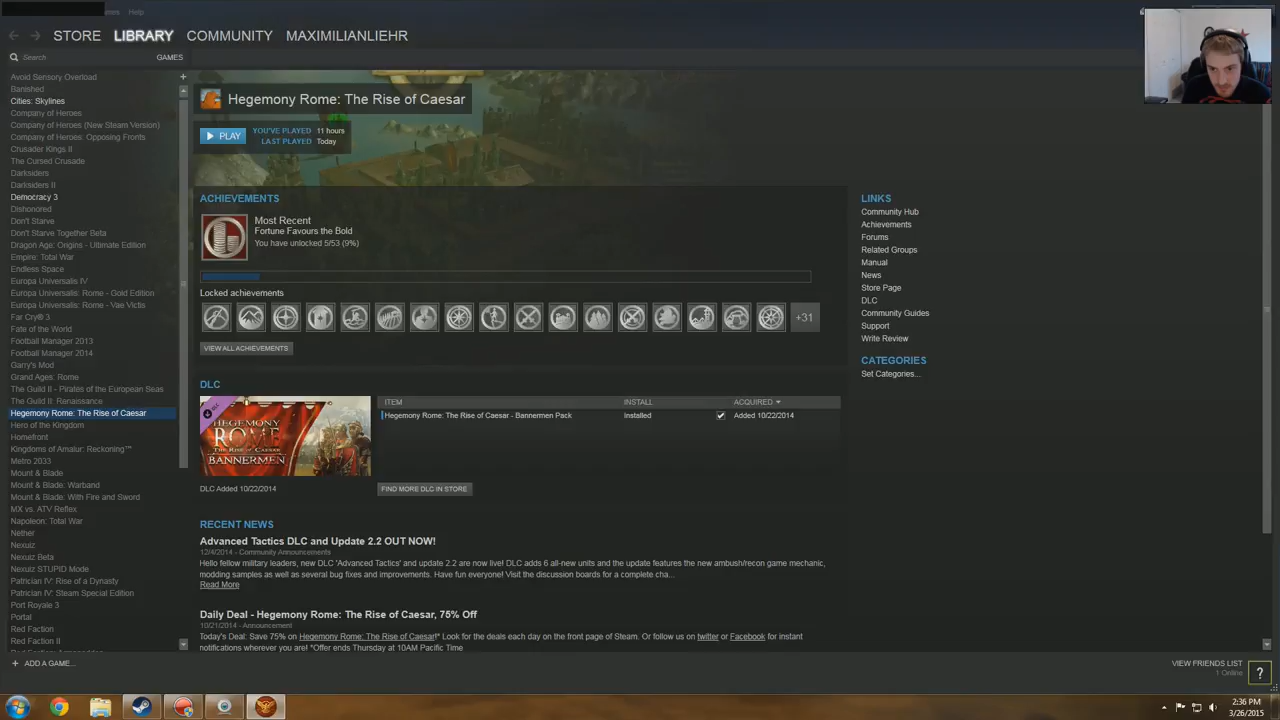 Help
STORE LIBRARY COMMUNITY MAXIMILIANLIEHR
Search GAMES
Avoid Sensory Overload
Banished
Cities: Skylines
Company of Heroes
Company of Heroes (New Steam Version)
Company of Heroes: Opposing Fronts
Crusader Kings II
The Cursed Crusade
Darksiders
Darksiders II
Democracy 3
Dishonored
Don't Starve
Don't Starve Together Beta
Dragon Age: Origins - Ultimate Edition
Empire: Total War
Endless Space
Europa Universalis IV
Europa Universalis: Rome - Gold Edition
Europa Universalis: Rome - Vae Victis
Far Cry® 3
Fate of the World
Football Manager 2013
Football Manager 2014
Garry's Mod
Grand Ages: Rome
The Guild II - Pirates of the European Seas
The Guild II: Renaissance
Hegemony Rome: The Rise of Caesar
Hero of the Kingdom
Homefront
Kingdoms of Amalur: Reckoning™
Metro 2033
Mount & Blade
Mount & Blade: Warband
Mount & Blade: With Fire and Sword
MX vs. ATV Reflex
Napoleon: Total War
Nether
Nexuiz
Nexuiz Beta
Nexuiz STUPID Mode
Patrician IV: Rise of a Dynasty
Patrician IV: Steam Special Edition
Port Royale 3
Portal
Red Faction
Red Faction II
+ ADD A GAME...
Hegemony Rome: The Rise of Caesar
PLAY
YOU'VE PLAYED 11 hours
LAST PLAYED Today
ACHIEVEMENTS
Most Recent
Fortune Favours the Bold
You have unlocked 5/53 (9%)
Locked achievements
+31
VIEW ALL ACHIEVEMENTS
DLC
ITEM INSTALL ACQUIRED
Hegemony Rome: The Rise of Caesar - Bannermen Pack Installed Added 10/22/2014
DLC
HEGEMONY
ROME
THE RISE OF CAESAR
BANNERMEN
DLC Added 10/22/2014
FIND MORE DLC IN STORE
RECENT NEWS
Advanced Tactics DLC and Update 2.2 OUT NOW!
12/4/2014 - Community Announcements
Hello fellow military leaders, new DLC 'Advanced Tactics' and update 2.2 are now live! DLC adds 6 all-new units and the update features the new ambush/recon game mechanic,
modding samples as well as several bug fixes and improvements. Have fun everyone! Visit the discussion boards for a complete cha...
Read More
Daily Deal - Hegemony Rome: The Rise of Caesar, 75% Off
10/21/2014 - Announcement
Today's Deal: Save 75% on Hegemony Rome: The Rise of Caesar!* Look for the deals each day on the front page of Steam. Or follow us on twitter or Facebook for instant
notifications wherever you are! *Offer ends Thursday at 10AM Pacific Time
LINKS
Community Hub
Achievements
Forums
Related Groups
Manual
News
Store Page
DLC
Community Guides
Support
Write Review
CATEGORIES
Set Categories...
VIEW FRIENDS LIST
1 Online
?
2:36 PM
3/26/2015